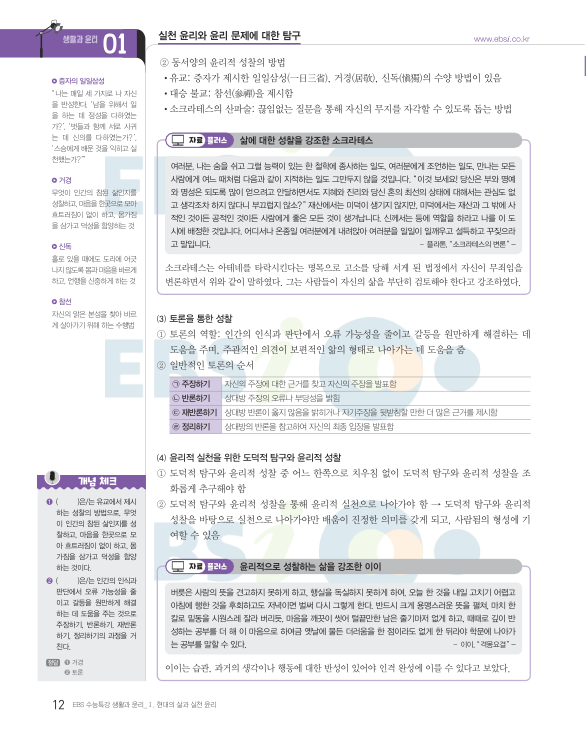 생활과 윤리 01
실천 윤리와 윤리 문제에 대한 탐구
www.ebsi.co.kr
증자의 일일삼성
“나는 매일 세 가지로 나 자신
을 반성한다. ‘남을 위해서 일
을 하는 데 정성을 다하였는
가?’, ‘벗들과 함께 서로 사귀
는 데 신의를 다하였는가?’,
‘스승에게 배운 것을 익히고 실
천했는가?’”
거경
무엇이 인간의 참된 삶인지를
성찰하고, 마음을 한곳으로 모아
흐트러짐이 없이 하고, 몸가짐
을 삼가고 덕성을 함양하는 것
신독
홀로 있을 때에도 도리에 어긋
나지 않도록 몸과 마음을 바르게
하고, 언행을 신중하게 하는 것
참선
자신의 맑은 본성을 찾아 바르
게 살아가기 위해 하는 수행법
② 동서양의 윤리적 성찰의 방법
• 유교: 증자가 제시한 일일삼성(一日三省), 거경(居敬), 신독(愼獨)의 수양 방법이 있음
• 대승 불교: 참선(參禪)을 제시함
• 소크라테스의 산파술: 끊임없는 질문을 통해 자신의 무지를 자각할 수 있도록 돕는 방법
자료 플러스 삶에 대한 성찰을 강조한 소크라테스
여러분, 나는 숨을 쉬고 그럴 능력이 있는 한 철학에 종사하는 일도, 여러분에게 조언하는 일도, 만나는 모든
사람에게 여느 때처럼 다음과 같이 지적하는 일도 그만두지 않을 것입니다. “이것 보세요! 당신은 부와 명예
와 명성은 되도록 많이 얻으려고 안달하면서도 지혜와 진리와 당신 혼의 최선의 상태에 대해서는 관심도 없
고 생각조차 하지 않다니 부끄럽지 않소?” 재산에서는 미덕이 생기지 않지만, 미덕에서는 재산과 그 밖에 사
적인 것이든 공적인 것이든 사람에게 좋은 모든 것이 생겨납니다. 신께서는 등에 역할을 하라고 나를 이 도
시에 배정한 것입니다. 어디서나 온종일 여러분에게 내려앉아 여러분을 일일이 일깨우고 설득하고 꾸짖으라
고 말입니다.
- 플라톤, “소크라테스의 변론” -
소크라테스는 아테네를 타락시킨다는 명목으로 고소를 당해 서게 된 법정에서 자신이 무죄임을
변론하면서 위와 같이 말하였다. 그는 사람들이 자신의 삶을 부단히 검토해야 한다고 강조하였다.
(3) 토론을 통한 성찰
① 토론의 역할: 인간의 인식과 판단에서 오류 가능성을 줄이고 갈등을 원만하게 해결하는 데
도움을 주며, 주관적인 의견이 보편적인 앎의 형태로 나아가는 데 도움을 줌
② 일반적인 토론의 순서
㉠ 주장하기 자신의 주장에 대한 근거를 찾고 자신의 주장을 발표함
㉡ 반론하기 상대방 주장의 오류나 부당성을 밝힘
㉢ 재반론하기 상대방 반론이 옳지 않음을 밝히거나 자기주장을 뒷받침할 만한 더 많은 근거를 제시함
㉣ 정리하기 상대방의 반론을 참고하여 자신의 최종 입장을 발표함
(4) 윤리적 실천을 위한 도덕적 탐구와 윤리적 성찰
① 도덕적 탐구와 윤리적 성찰 중 어느 한쪽으로 치우침 없이 도덕적 탐구와 윤리적 성찰을 조
화롭게 추구해야 함
② 도덕적 탐구와 윤리적 성찰을 통해 윤리적 실천으로 나아가야 함 → 도덕적 탐구와 윤리적
성찰을 바탕으로 실천으로 나아가야만 배움이 진정한 의미를 갖게 되고, 사람됨의 형성에 기
여할 수 있음
개념 체크
❶ ( )은/는 유교에서 제시
하는 성찰의 방법으로, 무엇
이 인간의 참된 삶인지를 성
찰하고, 마음을 한곳으로 모
아 흐트러짐이 없이 하고, 몸
가짐을 삼가고 덕성을 함양
하는 것이다.
❷ ( )은/는 인간의 인식과
판단에서 오류 가능성을 줄
이고 갈등을 원만하게 해결
하는 데 도움을 주는 것으로
주장하기, 반론하기, 재반론
하기, 정리하기의 과정을 거
친다.
정답 ❶ 거경
❷ 토론
자료 플러스 윤리적으로 성찰하는 삶을 강조한 이이
버릇은 사람의 뜻을 견고하지 못하게 하고, 행실을 독실하지 못하게 하여, 오늘 한 것을 내일 고치기 어렵고
아침에 행한 것을 후회하고도 저녁이면 벌써 다시 그렇게 한다. 반드시 크게 용맹스러운 뜻을 펼쳐, 마치 한
칼로 밑동을 시원스레 잘라 버리듯, 마음을 깨끗이 씻어 털끝만한 남은 줄기마저 없게 하고, 때때로 깊이 반
성하는 공부를 더 해 이 마음으로 하여금 옛날에 물든 더러움을 한 점이라도 없게 한 뒤라야 학문에 나아가
는 공부를 말할 수 있다.
- 이이, “격몽요결” -
이이는 습관, 과거의 생각이나 행동에 대한 반성이 있어야 인격 완성에 이를 수 있다고 보았다.
12 EBS 수능특강 생활과 윤리_ I. 현대의 삶과 실천 윤리
EBSi
EBSi
EBSi